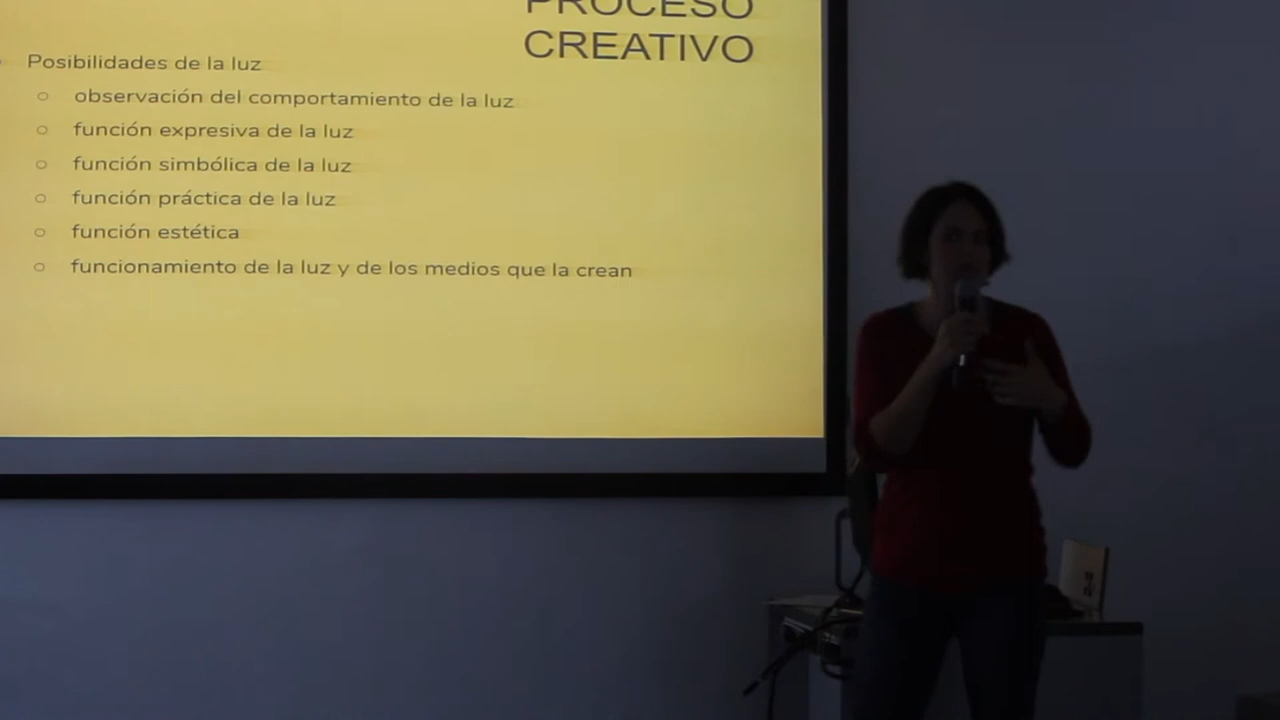 PROCESO
CREATIVO
Posibilidades de la luz
observación del comportamiento de la luz
función expresiva de la luz
función simbólica de la luz
función práctica de la luz
función estética
funcionamiento de la luz y de los medios que la crean